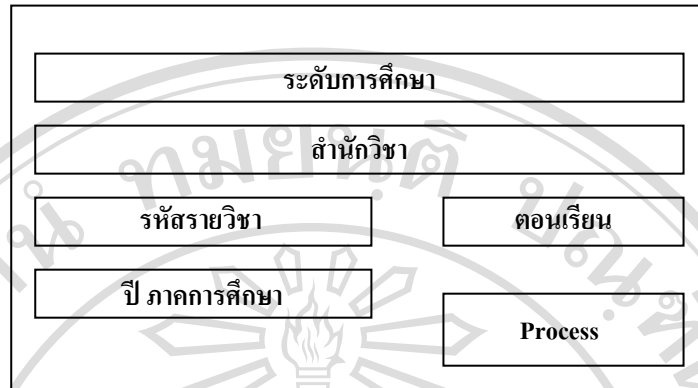 ระดับการศึกษา
สำนักวิชา
รหัสรายวิชา ตอนเรียน
ปี ภาคการศึกษา
Process